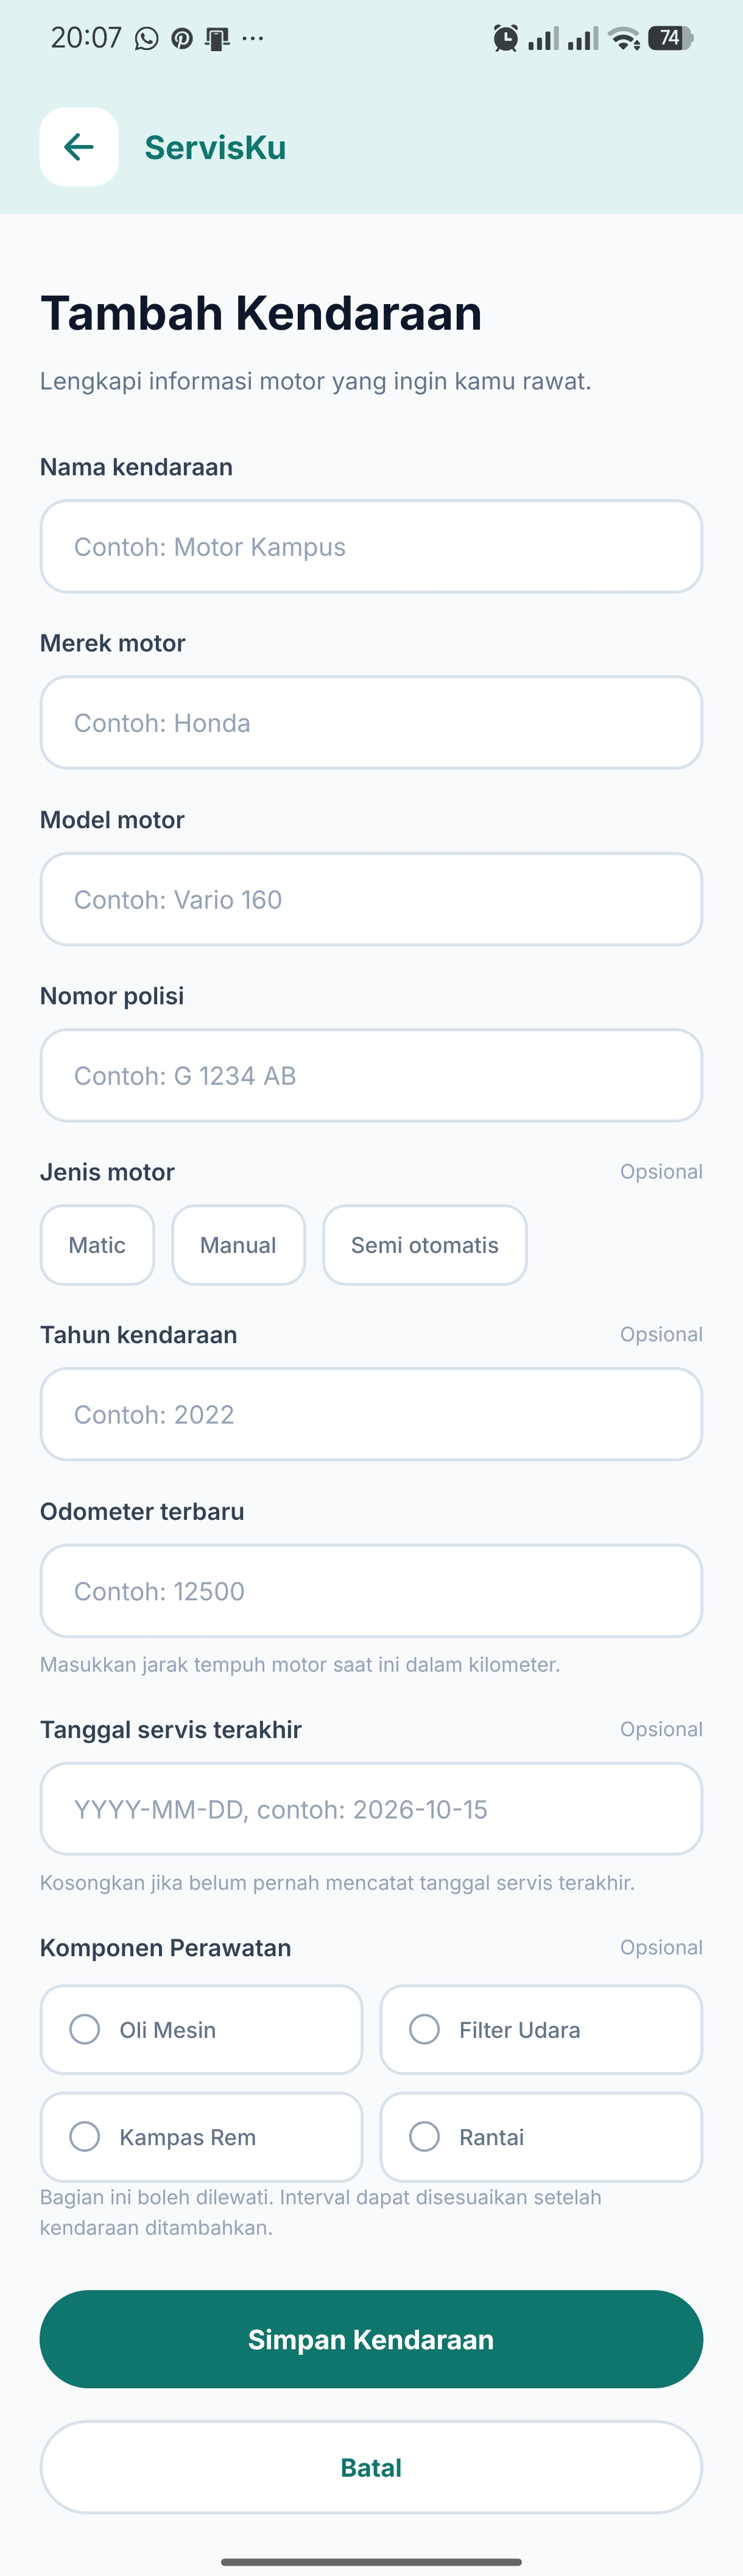 20:07 ... 74
ServisKu
Tambah Kendaraan
Lengkapi informasi motor yang ingin kamu rawat.
Nama kendaraan
Contoh: Motor Kampus
Merek motor
Contoh: Honda
Model motor
Contoh: Vario 160
Nomor polisi
Contoh: G 1234 AB
Jenis motor Opsional
Matic Manual Semi otomatis
Tahun kendaraan Opsional
Contoh: 2022
Odometer terbaru
Contoh: 12500
Masukkan jarak tempuh motor saat ini dalam kilometer.
Tanggal servis terakhir Opsional
YYYY-MM-DD, contoh: 2026-10-15
Kosongkan jika belum pernah mencatat tanggal servis terakhir.
Komponen Perawatan Opsional
Oli Mesin Filter Udara
Kampas Rem Rantai
Bagian ini boleh dilewati. Interval dapat disesuaikan setelah
kendaraan ditambahkan.
Simpan Kendaraan
Batal